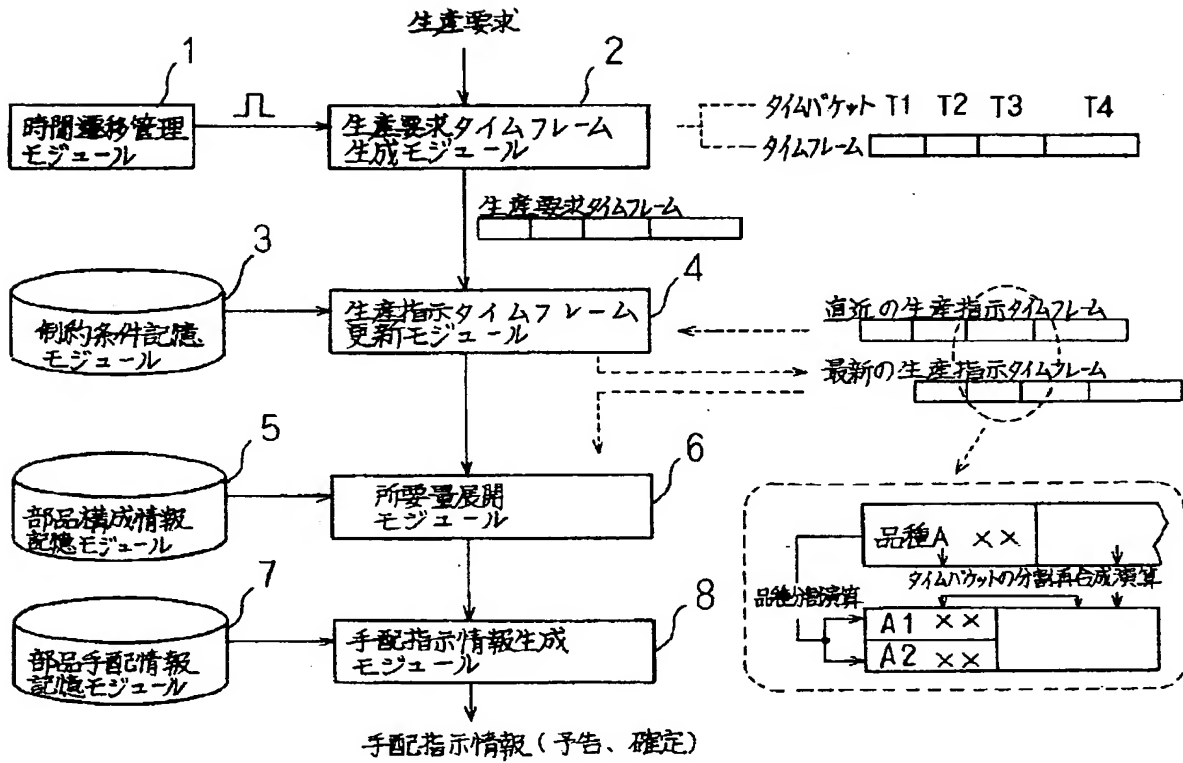 生産要求
1
2
時間遷移管理
モジュール
生産要求タイムフレーム
生成モジュール
タイムバケット T1 T2 T3 T4
タイムフレーム
生産要求タイムフレーム
3
4
制約条件記憶
モジュール
生産指示タイムフレーム
更新モジュール
直近の生産指示タイムフレーム
最新の生産指示タイムフレーム
5
6
部品構成情報
記憶モジュール
所要量展開
モジュール
品種A ××
タイムバケットの分割再合成演算
品種分割演算
A1 ××
A2 ××
7
8
部品手配情報
記憶モジュール
手配指示情報生成
モジュール
手配指示情報(予告、確定)